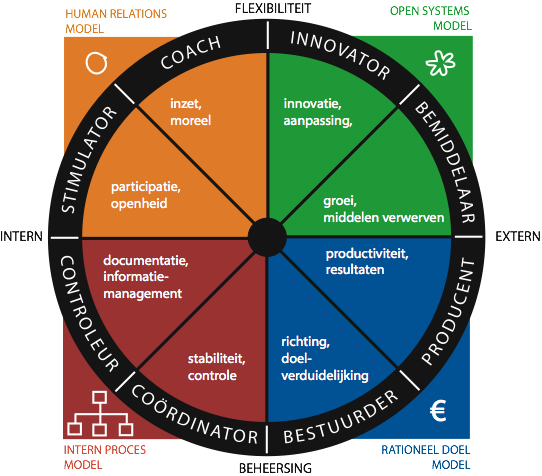 HUMAN RELATIONS
MODEL
FLEXIBILITEIT
OPEN SYSTEMS
MODEL
COACH
INNOVATOR
STIMULATOR
BEMIDDELAAR
inzet,
moreel
innovatie,
aanpassing,
participatie,
openheid
groei,
middelen verwerven
INTERN
EXTERN
documentatie,
informatie-
management
productiviteit,
resultaten
stabiliteit,
controle
richting,
doel-
verduidelijking
CONTROLEUR
PRODUCENT
COÖRDINATOR
BESTUURDER
€
INTERN PROCES
MODEL
BEHEERSING
RATIONEEL DOEL
MODEL